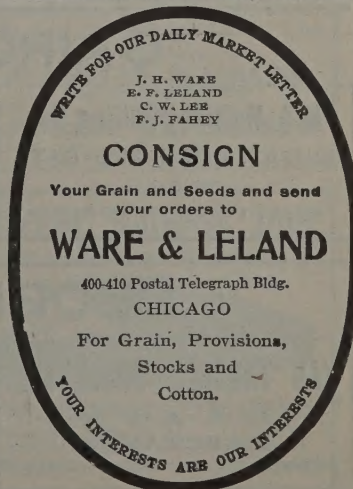 WRITE FOR OUR DAILY MARKET LETTER
J. H. WARE
E. F. LELAND
C. W. LEE
F. J. FAHEY
CONSIGN
Your Grain and Seeds and send
your orders to
WARE & LELAND
400-410 Postal Telegraph Bldg.
CHICAGO
For Grain, Provisions,
Stocks and
Cotton.
YOUR INTERESTS ARE OUR INTERESTS